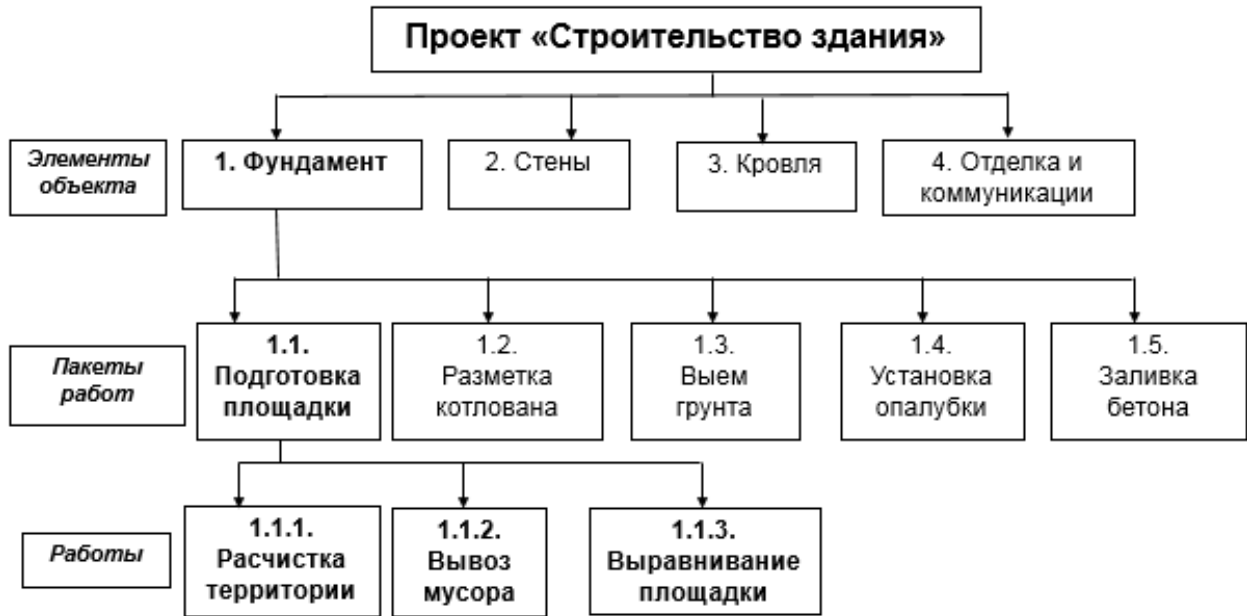 Проект «Строительство здания»
Элементы
объекта
1. Фундамент
2. Стены
3. Кровля
4. Отделка и
коммуникации
Пакеты
работ
1.1.
Подготовка
площадки
1.2.
Разметка
котлована
1.3.
Выем
грунта
1.4.
Установка
опалубки
1.5.
Заливка
бетона
Работы
1.1.1.
Расчистка
территории
1.1.2.
Вывоз
мусора
1.1.3.
Выравнивание
площадки